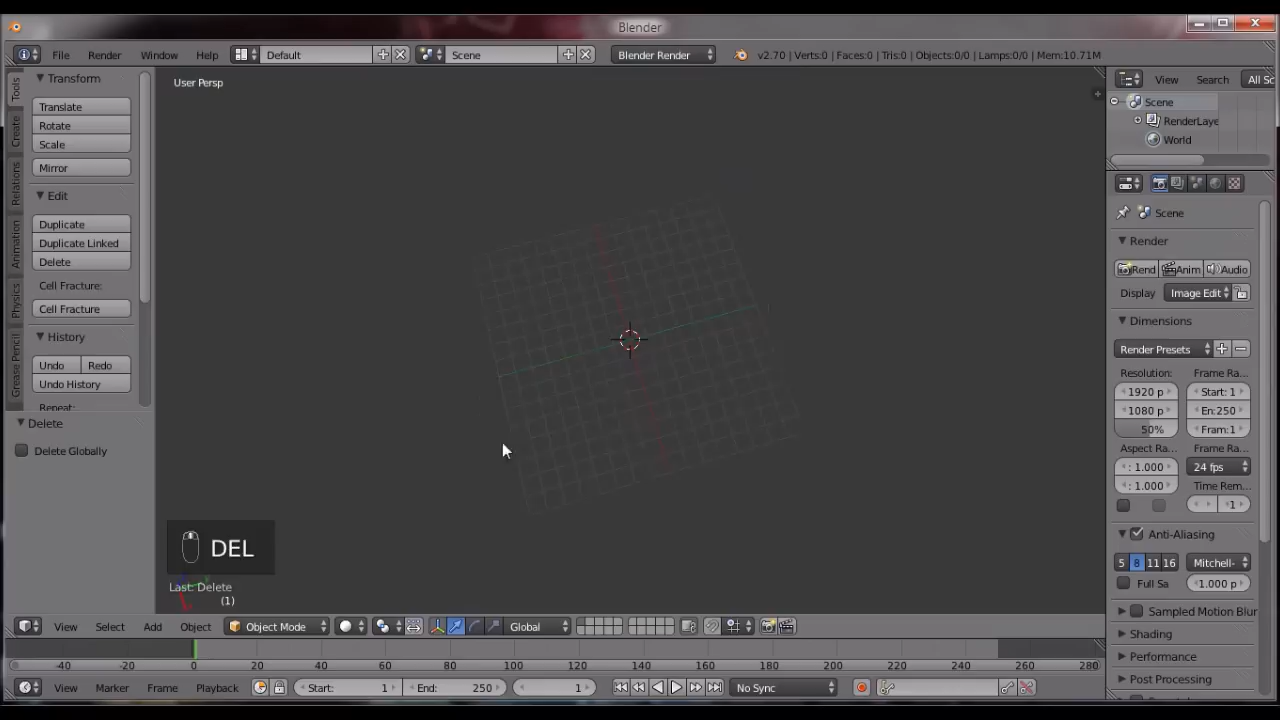 Blender
File Render Window Help Default Scene Blender Render v2.70 | Verts:0 | Faces:0 | Tris:0 | Objects:0/0 | Lamps:0/0 | Mem:10.71M
Tools
Create
Relations
Animation
Physics
Grease Pencil
Transform
Translate
Rotate
Scale
Mirror
Edit
Duplicate
Duplicate Linked
Delete
Cell Fracture:
Cell Fracture
History
Undo Redo
Undo History
Repeat:
Delete
Delete Globally
User Persp
DEL
Last: Delete
(1)
View Search All Sc
Scene
RenderLaye
World
Scene
Render
Rend Anim Audio
Display Image Edit
Dimensions
Render Presets
Resolution: Frame Ra...
1920 p Start: 1
1080 p En:250
50% Fram:1
Aspect Ra... Frame Ra...
: 1.000 24 fps
: 1.000 Time Rem...
1
Anti-Aliasing
5 8 11 16 Mitchell-
Full Sa 1.000 p
Sampled Motion Blur
Shading
Performance
Post Processing
View Select Add Object Object Mode Global
-40 -20 0 20 40 60 80 100 120 140 160 180 200 220 240 260 280
View Marker Frame Playback Start: 1 End: 250 1 No Sync